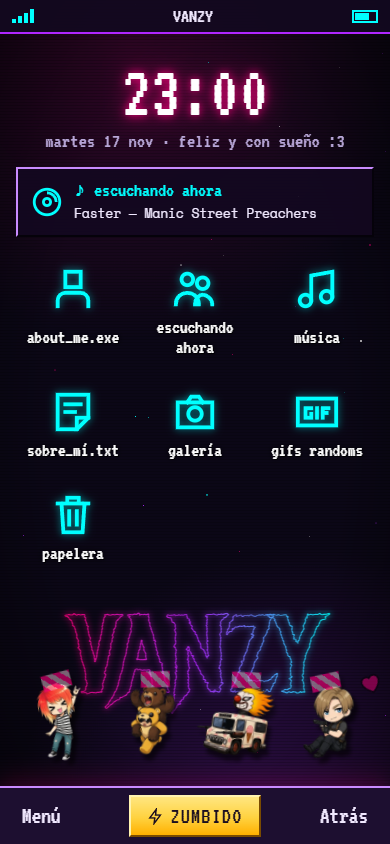 VANZY
23:00
martes 17 nov · feliz y con sueño :3
♪ escuchando ahora
Faster — Manic Street Preachers
about_me.exe
escuchando
ahora
música
sobre_mí.txt
galería
GIF
gifs randoms
papelera
VANZY
Menú
ZUMBIDO
Atrás